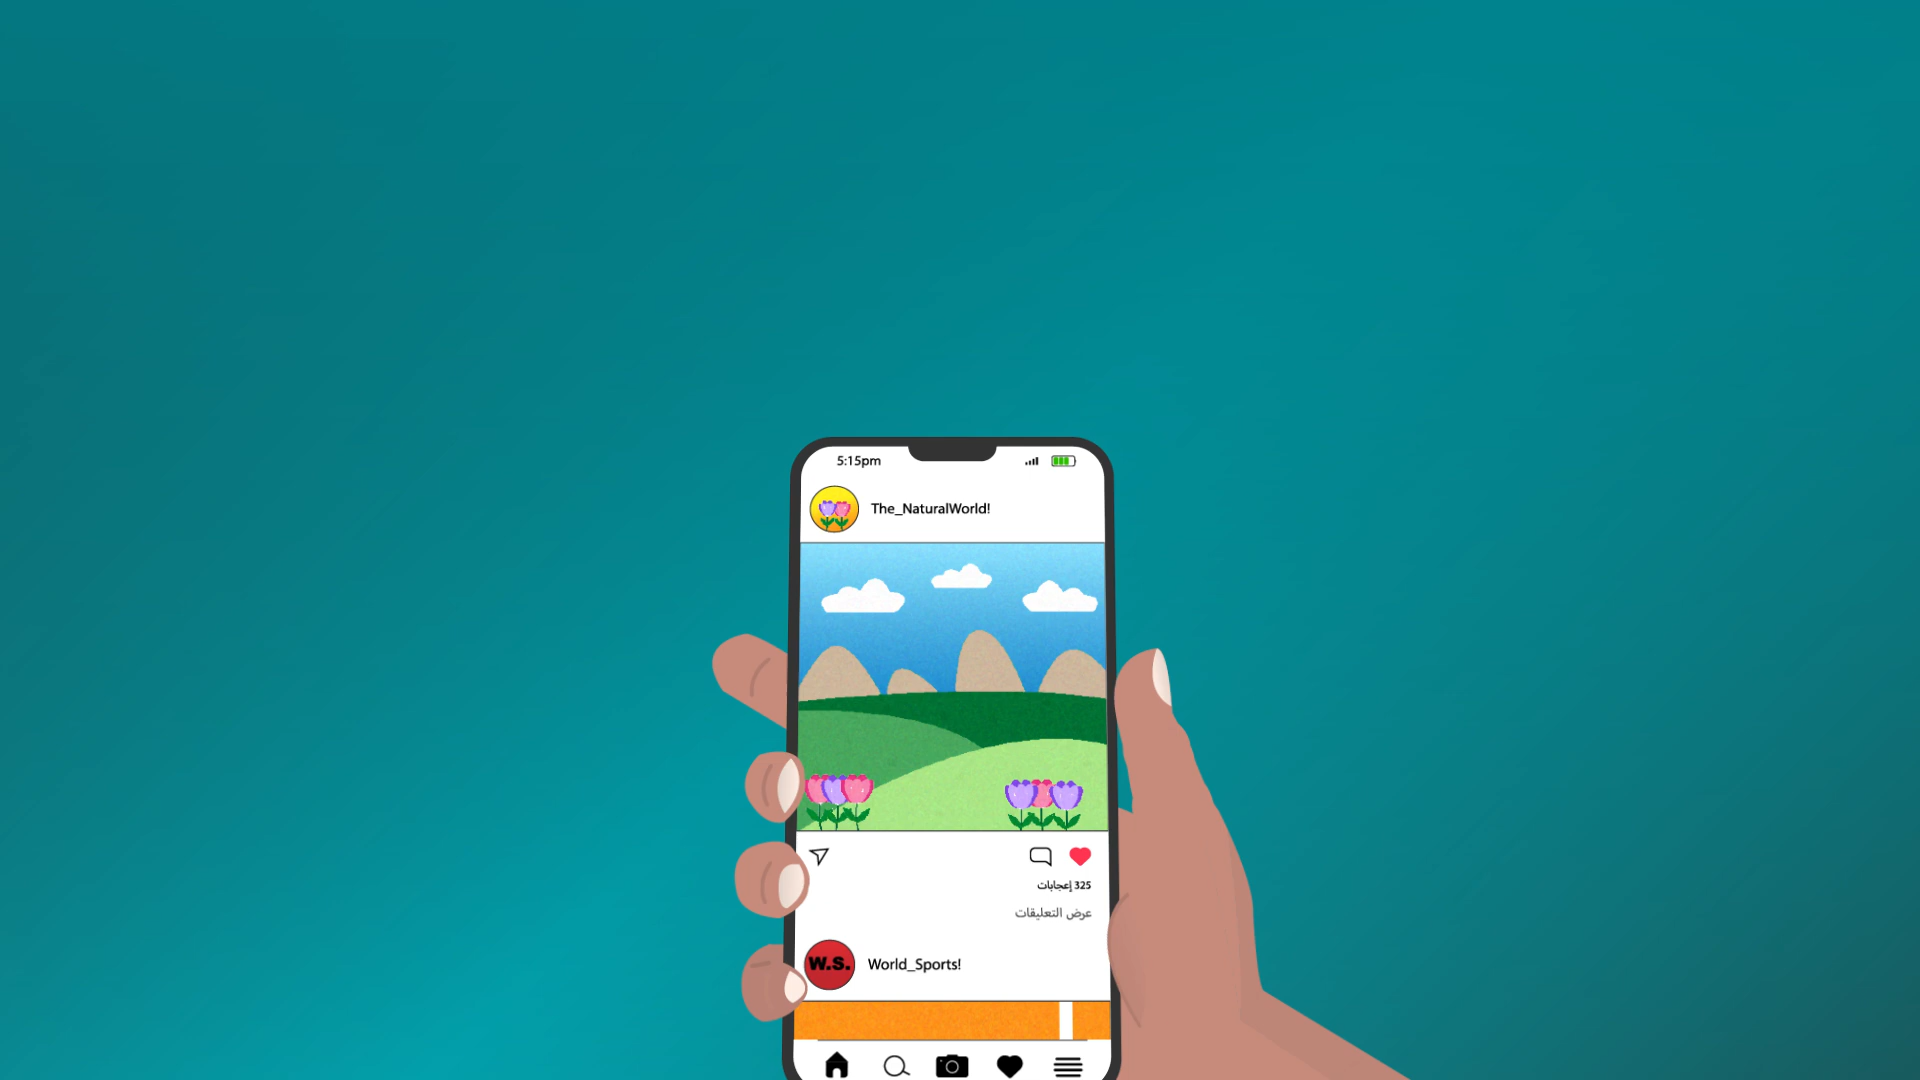 5:15pm
The_NaturalWorld!
325 إعجابات
عرض التعليقات
W.S.
World_Sports!